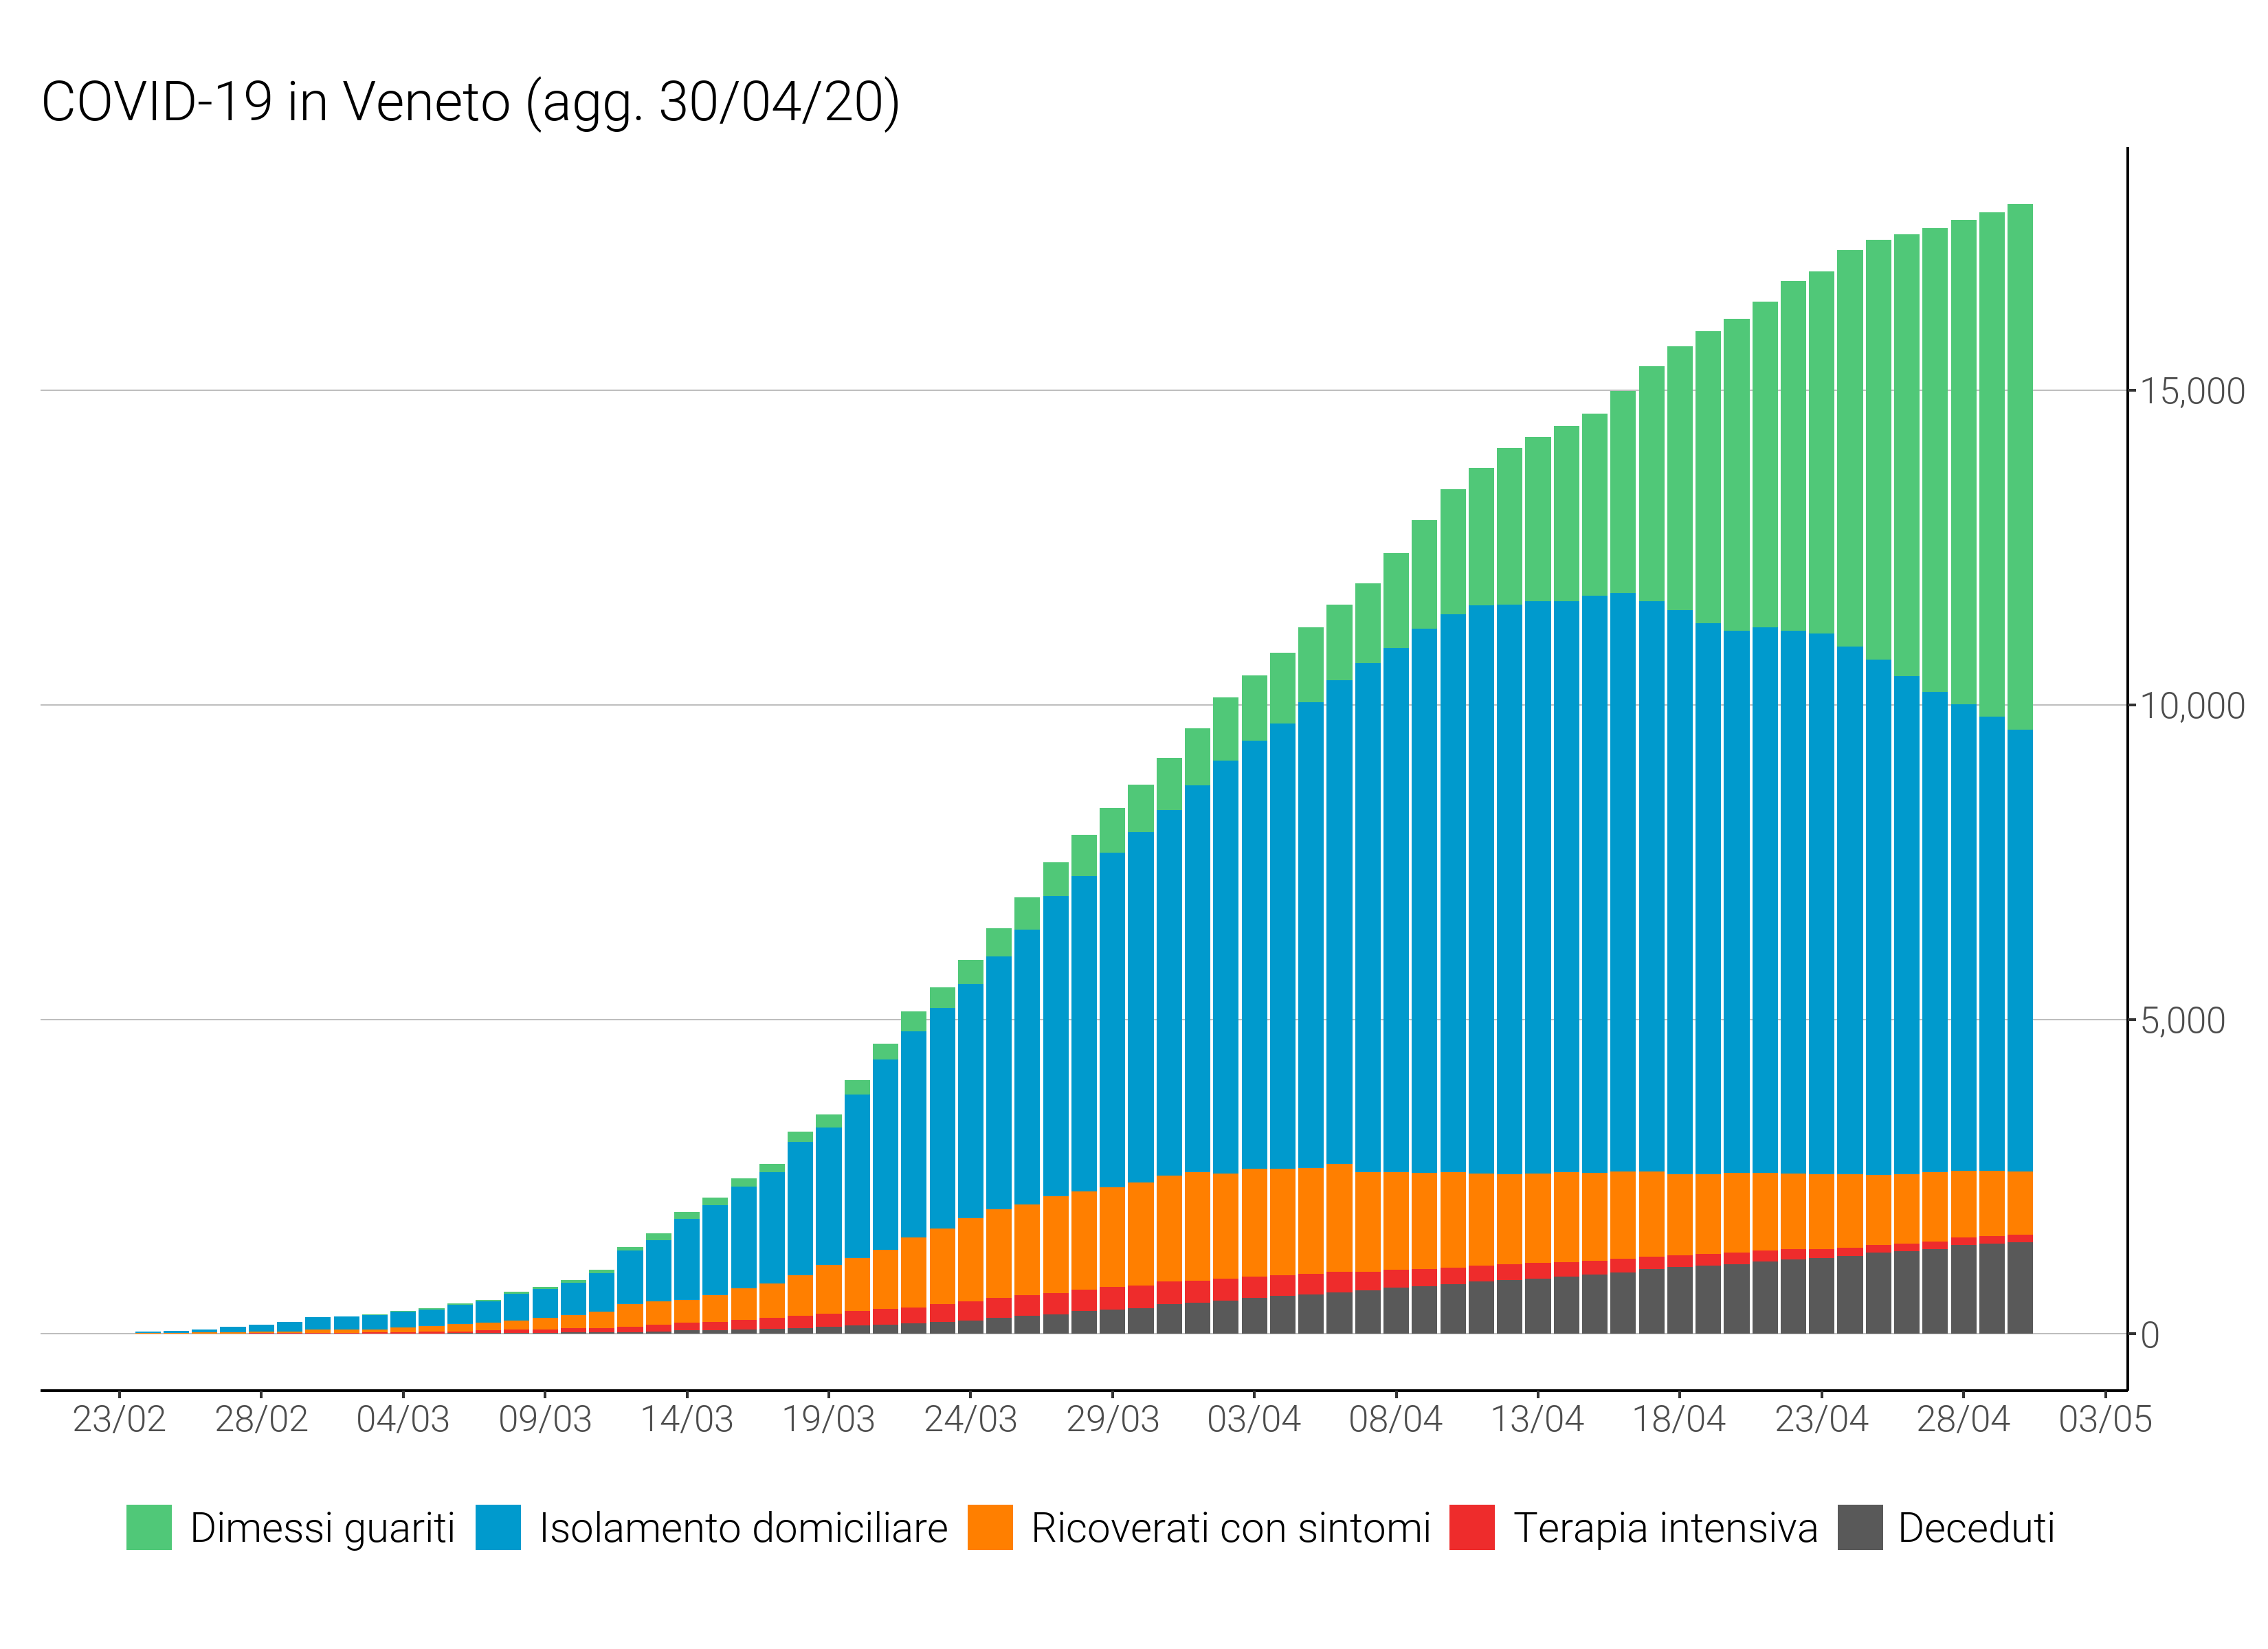 COVID-19 in Veneto (agg. 30/04/20)
15,000
10,000
5,000
0
23/02 28/02 04/03 09/03 14/03 19/03 24/03 29/03 03/04 08/04 13/04 18/04 23/04 28/04 03/05
Dimessi guariti Isolamento domiciliare Ricoverati con sintomi Terapia intensiva Deceduti